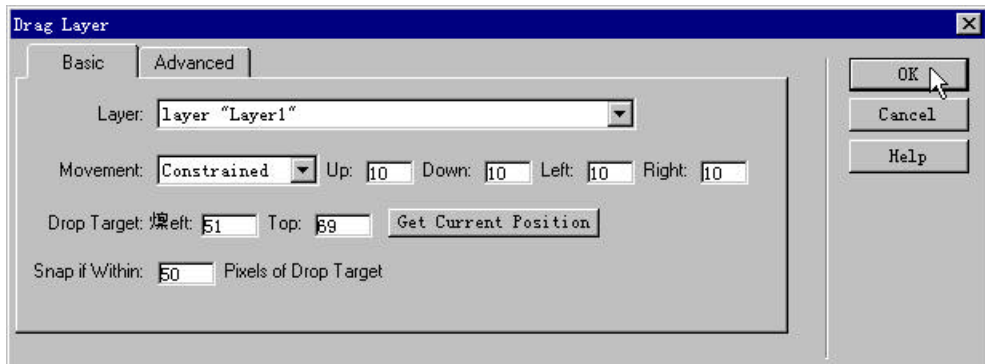 Drag Layer
Basic Advanced
OK
Layer: layer "Layer1"
Cancel
Movement: Constrained Up: 10 Down: 10 Left: 10 Right: 10
Help
Drop Target: 燣eft: 51 Top: 69 Get Current Position
Snap if Within: 50 Pixels of Drop Target